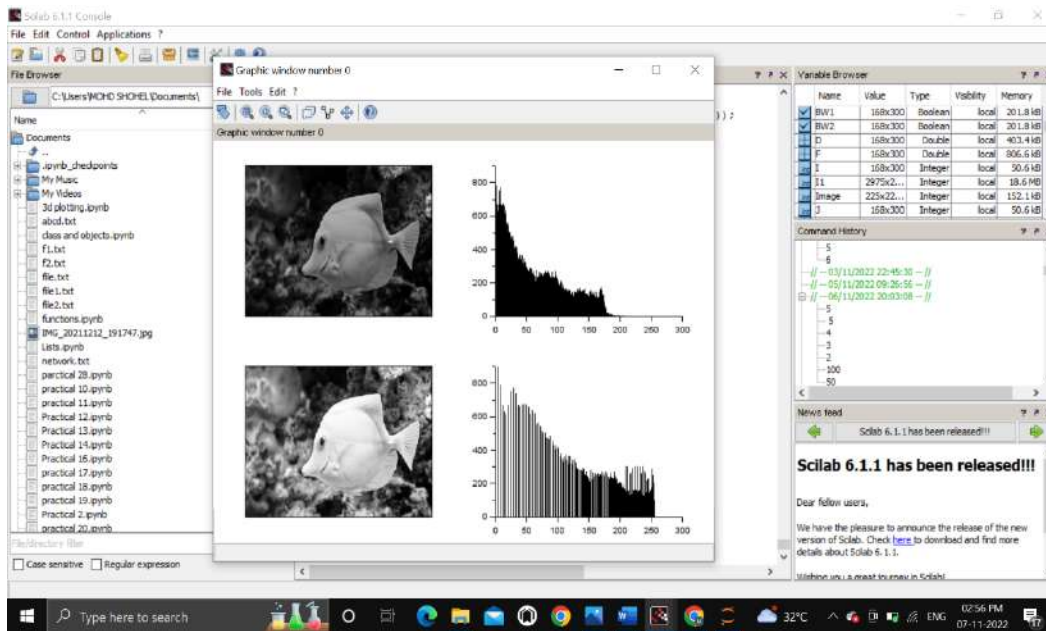 Scilab 6.1.1 Console
File Edit Control Applications ?
File Browser
C:\Users\MOHD SHOHEL\Documents\
Name
Documents
..
.ipynb_checkpoints
My Music
My Videos
3d plotting.ipynb
abcd.txt
class and objects.ipynb
f1.txt
f2.txt
file.txt
file1.txt
file2.txt
functions.ipynb
IMG_20211212_191747.jpg
Lists.ipynb
network.txt
parctical 28.ipynb
practical 10.ipynb
practical 11.ipynb
Practical 12.ipynb
Practical 13.ipynb
Practical 14.ipynb
Practical 16.ipynb
practical 17.ipynb
practical 18.ipynb
practical 19.ipynb
Practical 2.ipynb
practical 20.ipynb
File/directory filter
Case sensitive
Regular expression
Graphic window number 0
File Tools Edit ?
Graphic window number 0
800
600
400
200
0
0 50 100 150 200 250 300
800
600
400
200
0
0 50 100 150 200 250 300
));
Variable Browser
Name Value Type Visibility Memory
BW1 168x300 Boolean local 201.8 kB
BW2 168x300 Boolean local 201.8 kB
D 168x300 Double local 403.4 kB
F 168x300 Double local 806.6 kB
I 168x300 Integer local 50.6 kB
I1 2975x2... Integer local 18.6 MB
Image 225x22... Integer local 152.1 kB
J 168x300 Integer local 50.6 kB
Command History
5
6
// -- 03/11/2022 22:45:30 -- //
// -- 05/11/2022 09:26:56 -- //
// -- 06/11/2022 20:03:08 -- //
5
5
4
3
2
100
50
News feed
Scilab 6.1.1 has been released!!!
Scilab 6.1.1 has been released!!!
Dear fellow users,
We have the pleasure to announce the release of the new
version of Scilab. Check here to download and find more
details about Scilab 6.1.1.
Wishing you a great journey in Scilab!
Type here to search
32°C
ENG
02:56 PM
07-11-2022
17